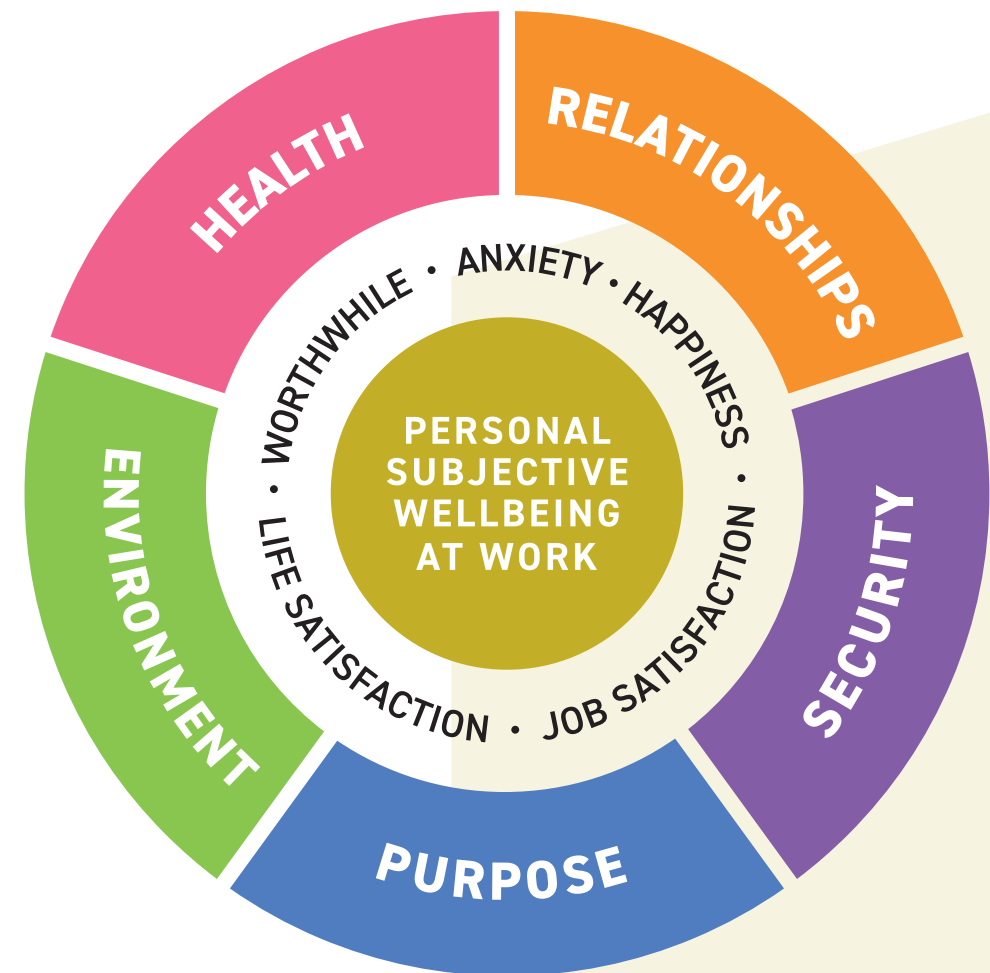 HEALTH
RELATIONSHIPS
SECURITY
PURPOSE
ENVIRONMENT
ANXIETY · HAPPINESS · JOB SATISFACTION · LIFE SATISFACTION · WORTHWHILE ·
PERSONAL
SUBJECTIVE
WELLBEING
AT WORK